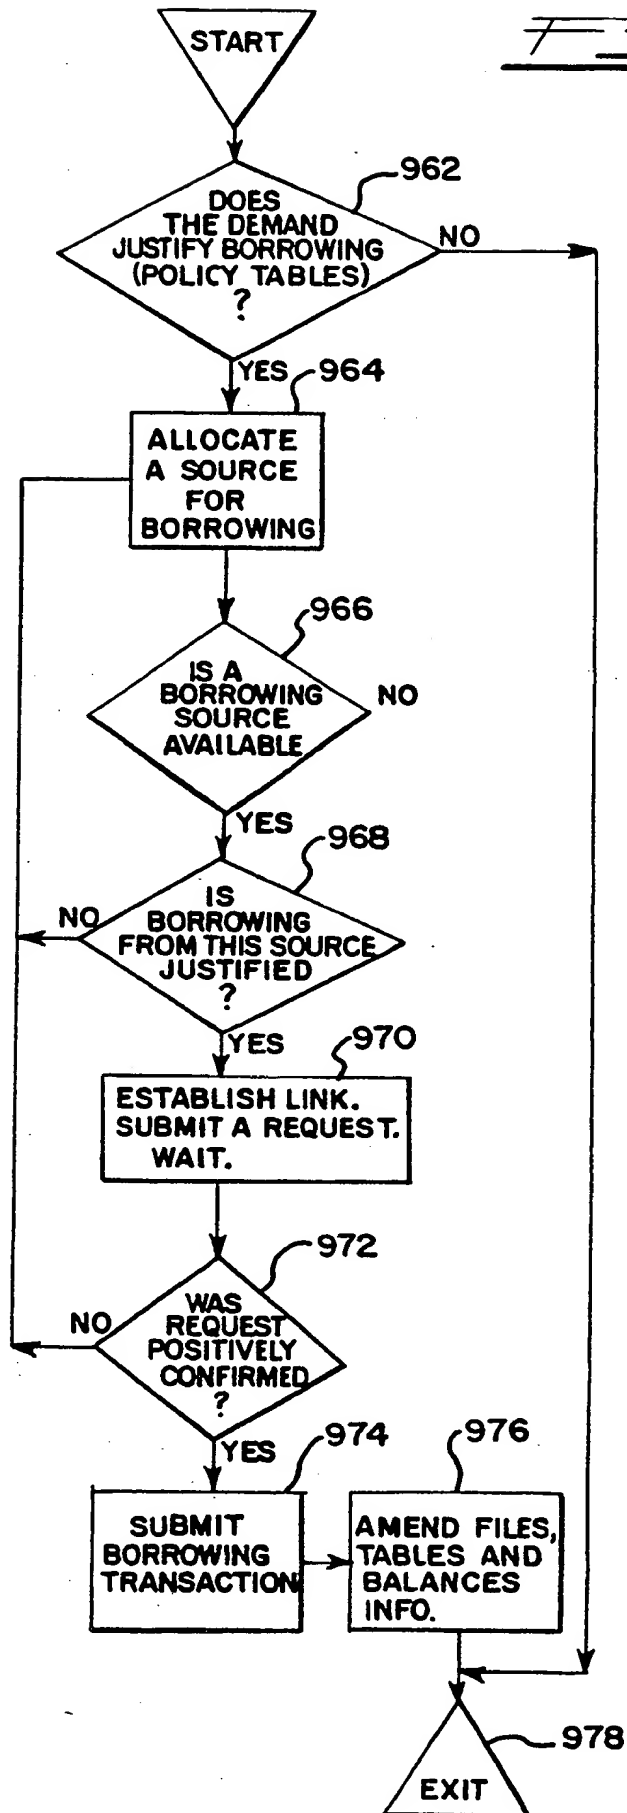 START
962
DOES
THE DEMAND
JUSTIFY BORROWING
(POLICY TABLES)
?
NO
YES
964
ALLOCATE
A SOURCE
FOR
BORROWING
966
IS A
BORROWING
SOURCE
AVAILABLE
NO
YES
968
IS
BORROWING
FROM THIS SOURCE
JUSTIFIED
?
NO
YES
970
ESTABLISH LINK.
SUBMIT A REQUEST.
WAIT.
972
WAS
REQUEST
POSITIVELY
CONFIRMED
?
NO
YES
974
SUBMIT
BORROWING
TRANSACTION
976
AMEND FILES,
TABLES AND
BALANCES
INFO.
978
EXIT